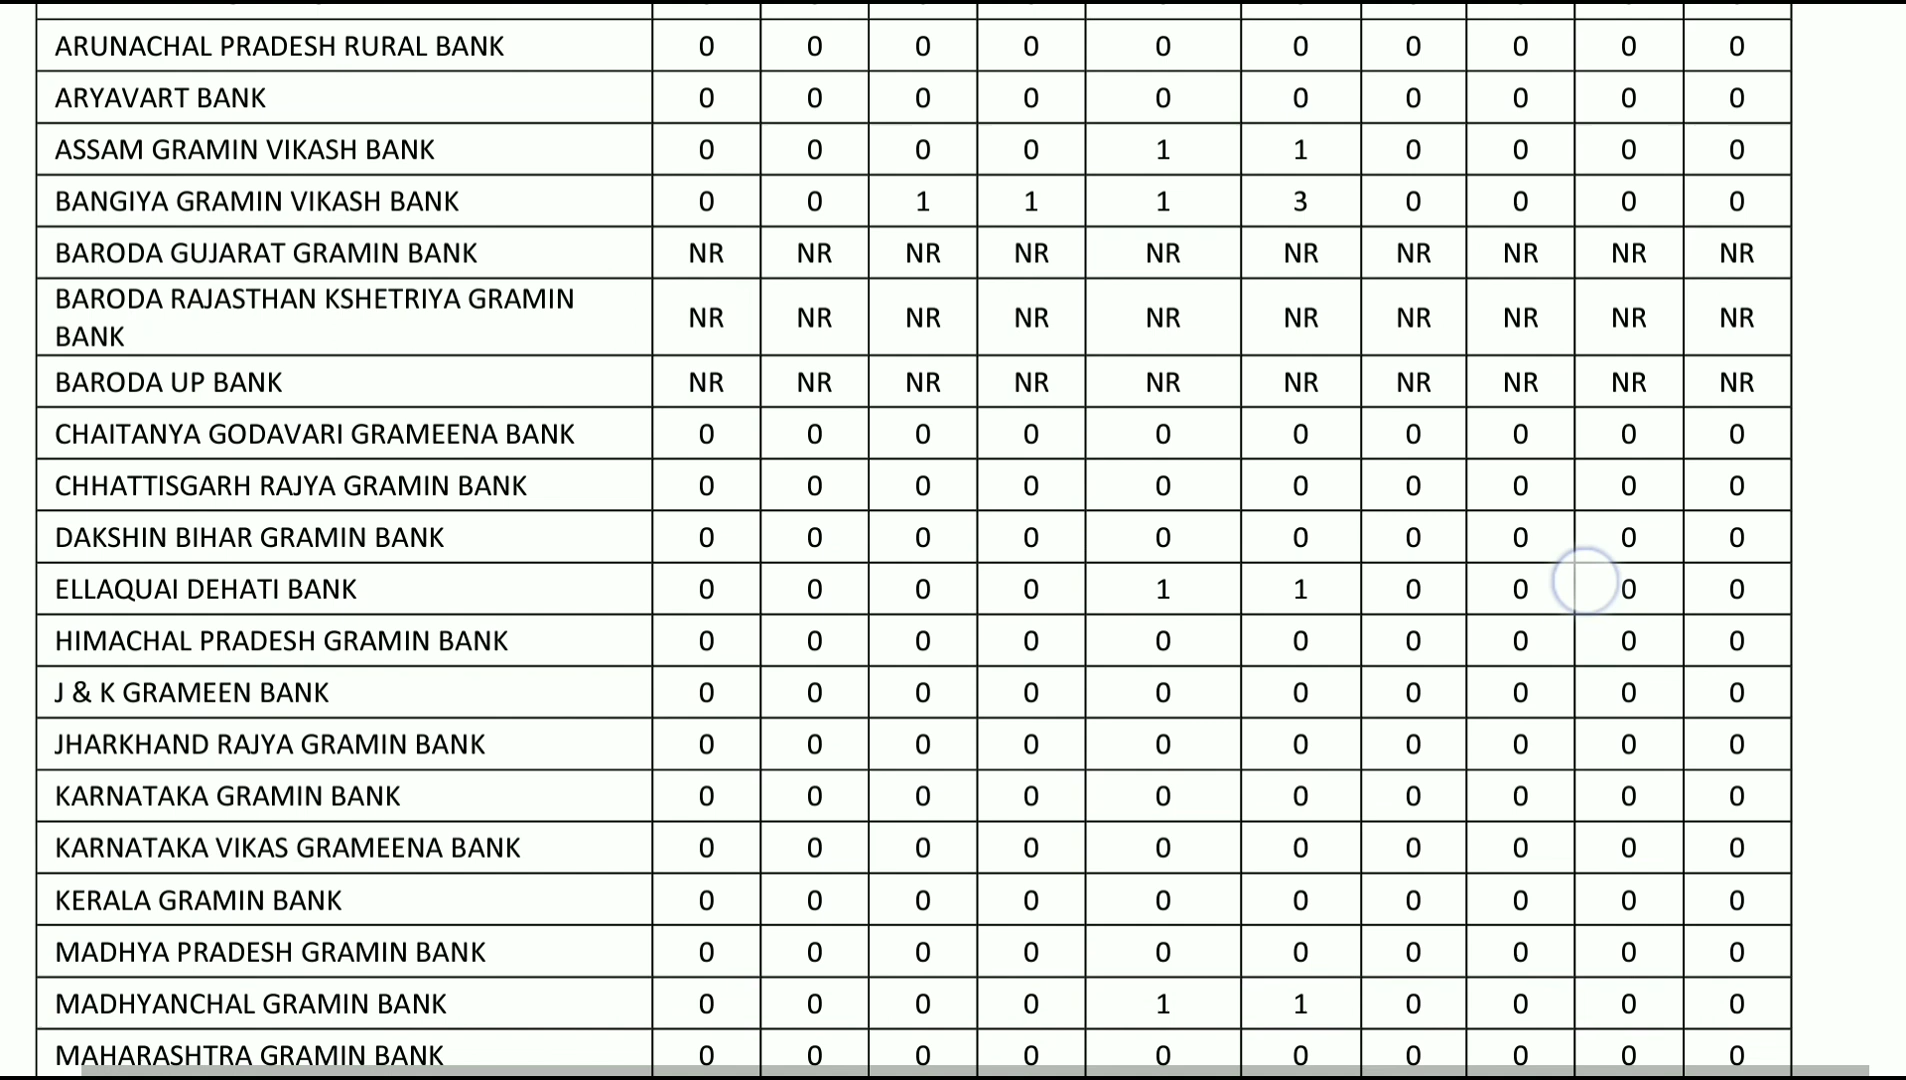 ARUNACHAL PRADESH RURAL BANK 0 0 0 0 0 0 0 0 0 0
ARYAVART BANK 0 0 0 0 0 0 0 0 0 0
ASSAM GRAMIN VIKASH BANK 0 0 0 0 1 1 0 0 0 0
BANGIYA GRAMIN VIKASH BANK 0 0 1 1 1 3 0 0 0 0
BARODA GUJARAT GRAMIN BANK NR NR NR NR NR NR NR NR NR NR
BARODA RAJASTHAN KSHETRIYA GRAMIN
BANK NR NR NR NR NR NR NR NR NR NR
BARODA UP BANK NR NR NR NR NR NR NR NR NR NR
CHAITANYA GODAVARI GRAMEENA BANK 0 0 0 0 0 0 0 0 0 0
CHHATTISGARH RAJYA GRAMIN BANK 0 0 0 0 0 0 0 0 0 0
DAKSHIN BIHAR GRAMIN BANK 0 0 0 0 0 0 0 0 0 0
ELLAQUAI DEHATI BANK 0 0 0 0 1 1 0 0 0 0
HIMACHAL PRADESH GRAMIN BANK 0 0 0 0 0 0 0 0 0 0
J & K GRAMEEN BANK 0 0 0 0 0 0 0 0 0 0
JHARKHAND RAJYA GRAMIN BANK 0 0 0 0 0 0 0 0 0 0
KARNATAKA GRAMIN BANK 0 0 0 0 0 0 0 0 0 0
KARNATAKA VIKAS GRAMEENA BANK 0 0 0 0 0 0 0 0 0 0
KERALA GRAMIN BANK 0 0 0 0 0 0 0 0 0 0
MADHYA PRADESH GRAMIN BANK 0 0 0 0 0 0 0 0 0 0
MADHYANCHAL GRAMIN BANK 0 0 0 0 1 1 0 0 0 0
MAHARASHTRA GRAMIN BANK 0 0 0 0 0 0 0 0 0 0